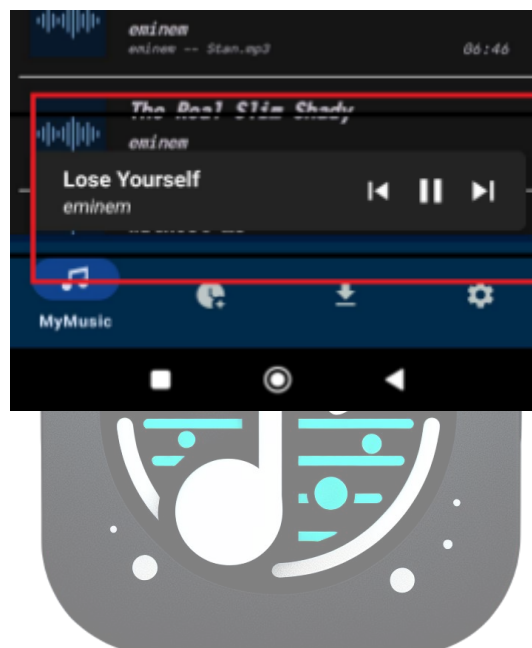 eminem
eminem -- Stan.mp3
06:46
The Real Slim Shady
eminem
Lose Yourself
eminem
MyMusic